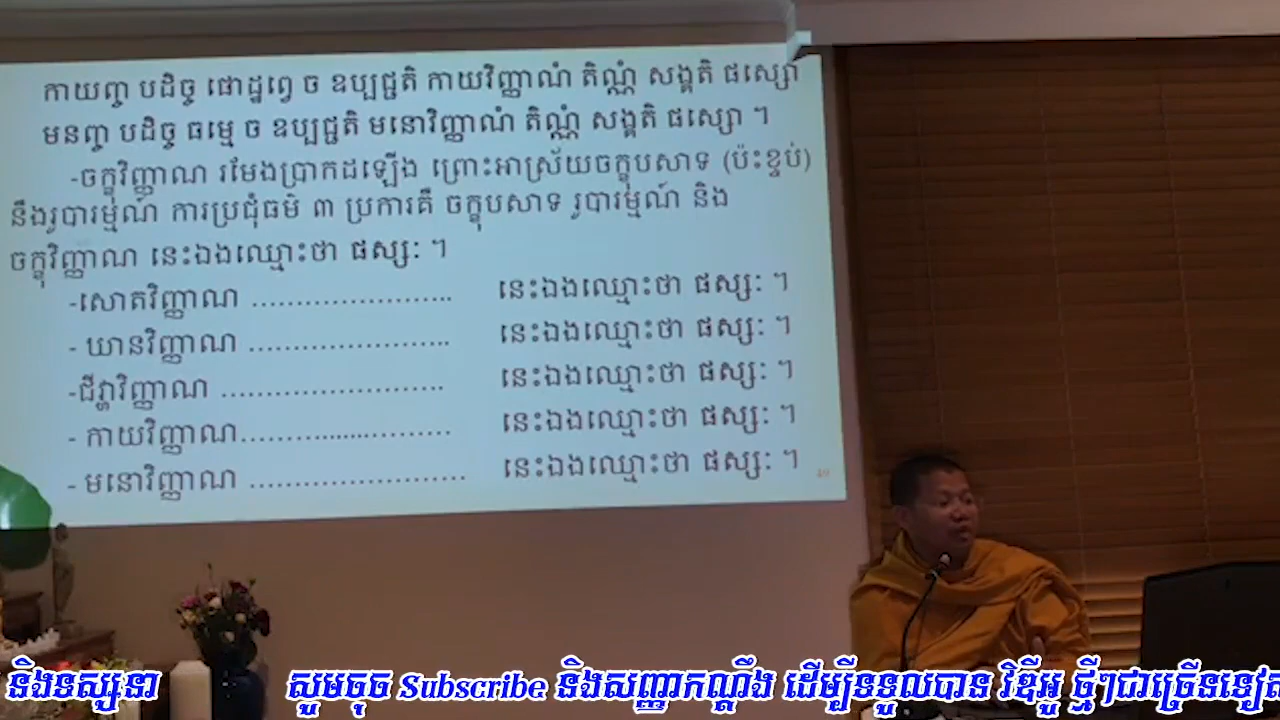 កាយញ្ច បដិច្ច ផោដ្ឋព្វេ ច ឧប្បជ្ជតិ កាយវិញ្ញាណំ តិណ្ណំ សង្គតិ ផស្សោ
មនញ្ច បដិច្ច ធម្មេ ច ឧប្បជ្ជតិ មនោវិញ្ញាណំ តិណ្ណំ សង្គតិ ផស្សោ ។
-ចក្ខុវិញ្ញាណ រមែងប្រាកដឡើង ព្រោះអាស្រ័យចក្ខុបសាទ (ប៉ះខ្ទប់)
នឹងរូបារម្មណ៍ ការប្រជុំធម៌ ៣ ប្រការគឺ ចក្ខុបសាទ រូបារម្មណ៍ និង
ចក្ខុវិញ្ញាណ នេះឯងឈ្មោះថា ផស្សៈ ។
-សោតវិញ្ញាណ ........................ នេះឯងឈ្មោះថា ផស្សៈ ។
- ឃានវិញ្ញាណ ........................ នេះឯងឈ្មោះថា ផស្សៈ ។
-ជីវ្ហាវិញ្ញាណ ........................ នេះឯងឈ្មោះថា ផស្សៈ ។
- កាយវិញ្ញាណ........................ នេះឯងឈ្មោះថា ផស្សៈ ។
- មនោវិញ្ញាណ ........................ នេះឯងឈ្មោះថា ផស្សៈ ។
49
និងទស្សនា សូមចុច Subscribe និងសញ្ញាកណ្ដឹង ដើម្បីទទួលបាន វិឌីអូ ថ្មីៗជាច្រើនទៀត